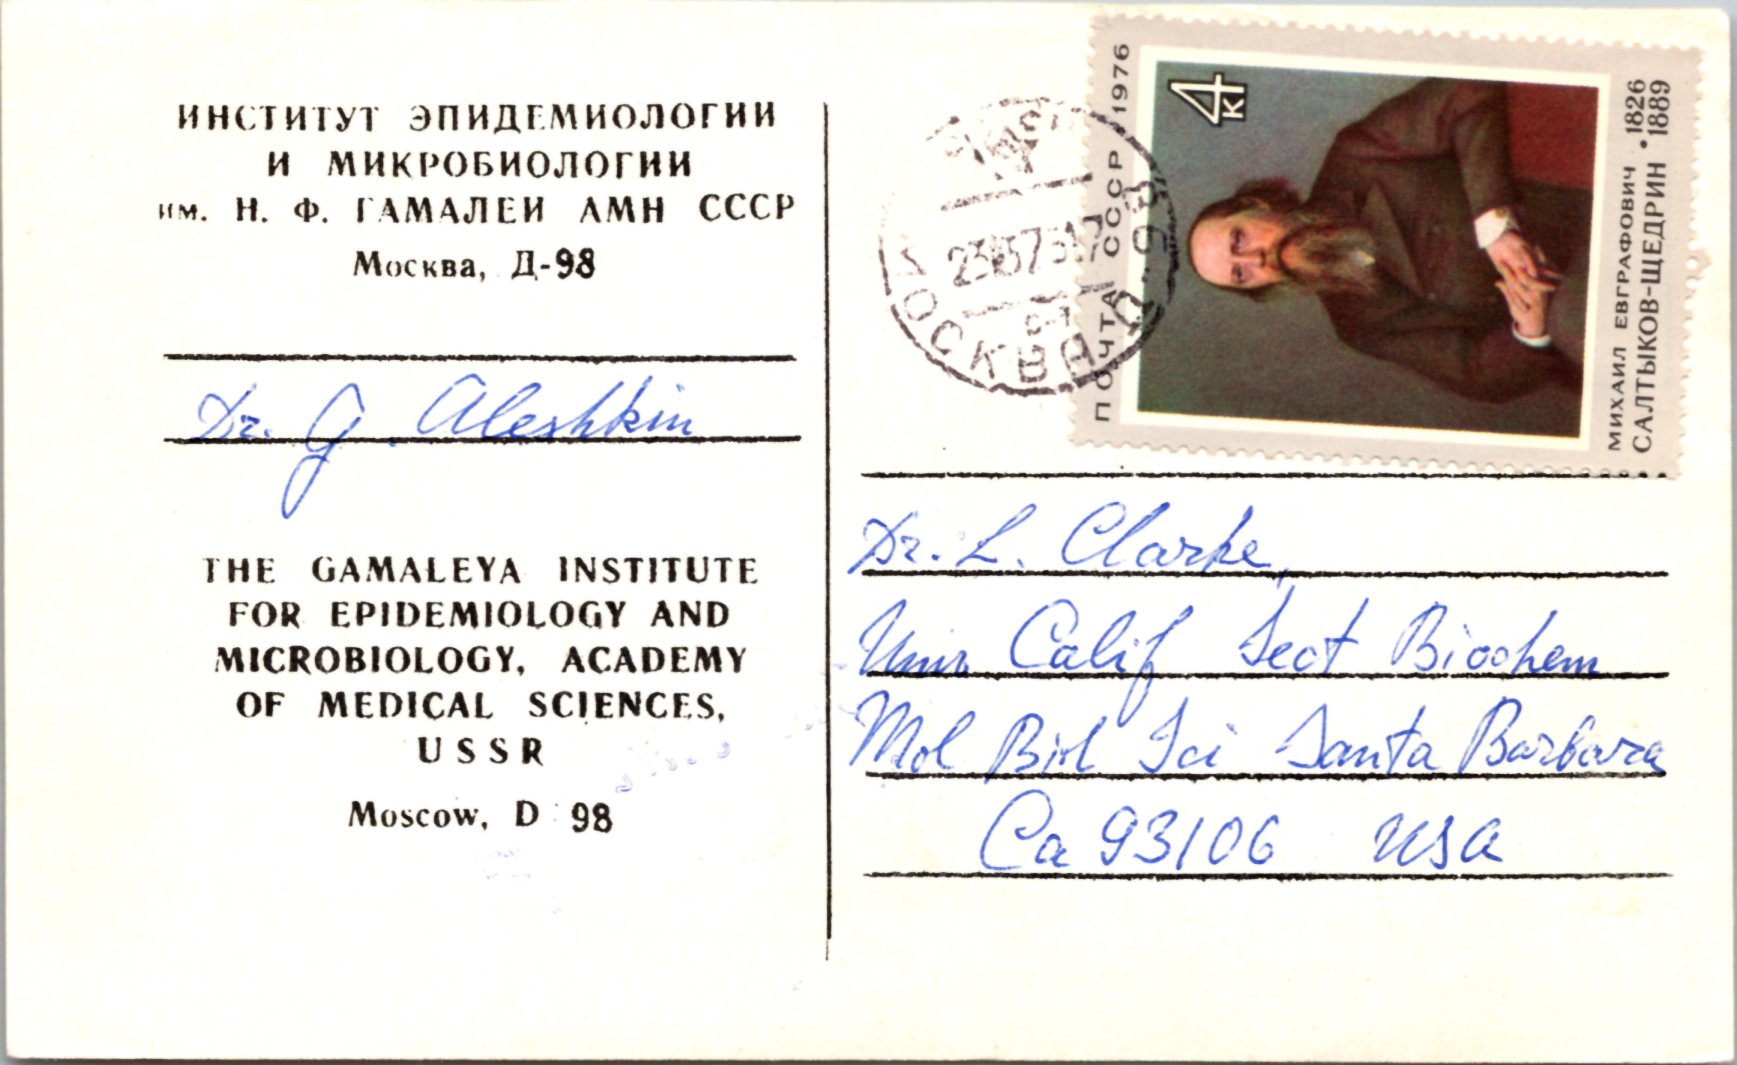 ИНСТИТУТ ЭПИДЕМИОЛОГИИ
И МИКРОБИОЛОГИИ
им. Н. Ф. ГАМАЛЕИ АМН СССР
Москва, Д-98
Dr. G. Aleshkin
THE GAMALEYA INSTITUTE
FOR EPIDEMIOLOGY AND
MICROBIOLOGY, ACADEMY
OF MEDICAL SCIENCES,
USSR
Moscow, D 98
ПОЧТА СССР 1976
4к
МИХАИЛ ЕВГРАФОВИЧ 1826
САЛТЫКОВ-ЩЕДРИН • 1889
МОСКВА
Dr. L. Clarke,
Univ Calif Sect Biochem
Mol Biol Sci Santa Barbara
Ca 93106 USA